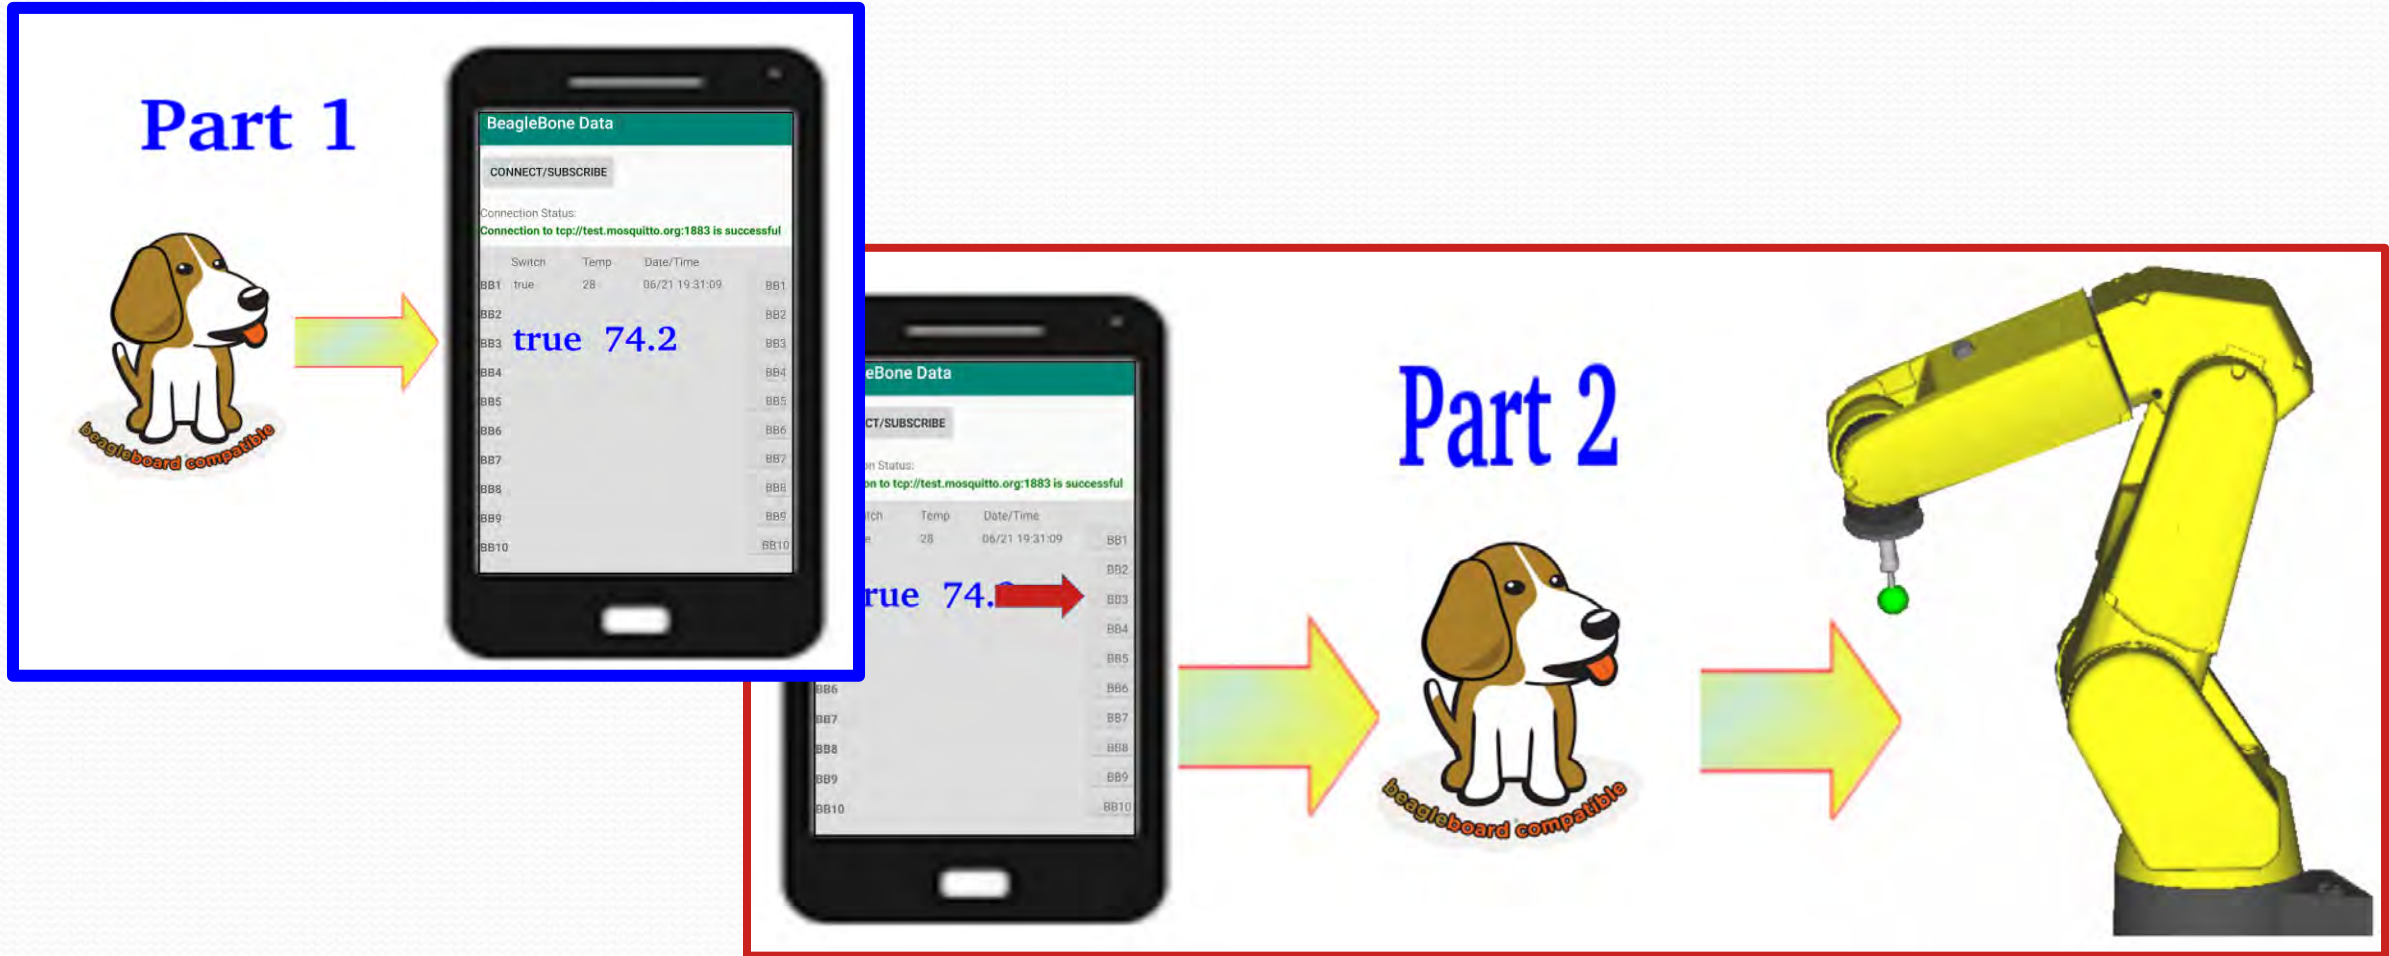 Part 1
BeagleBone Data
CONNECT/SUBSCRIBE
Connection Status:
Connection to tcp://test.mosquitto.org:1883 is successful
Switch Temp Date/Time
BB1 true 28 06/21 19:31:09 BB1
BB2 BB2
BB3 true 74.2 BB3
BB4 BB4
BB5 BB5
BB6 BB6
BB7 BB7
BB8 BB8
BB9 BB9
BB10 BB10
beagleboard compatible
Part 2
eBone Data
CT/SUBSCRIBE
on Status:
on to tcp://test.mosquitto.org:1883 is successful
itch Temp Date/Time
e 28 06/21 19:31:09 BB1
BB2
rue 74. BB3
BB4
BB5
BB6 BB6
BB7 BB7
BB8 BB8
BB9 BB9
BB10 BB10
beagleboard compatible